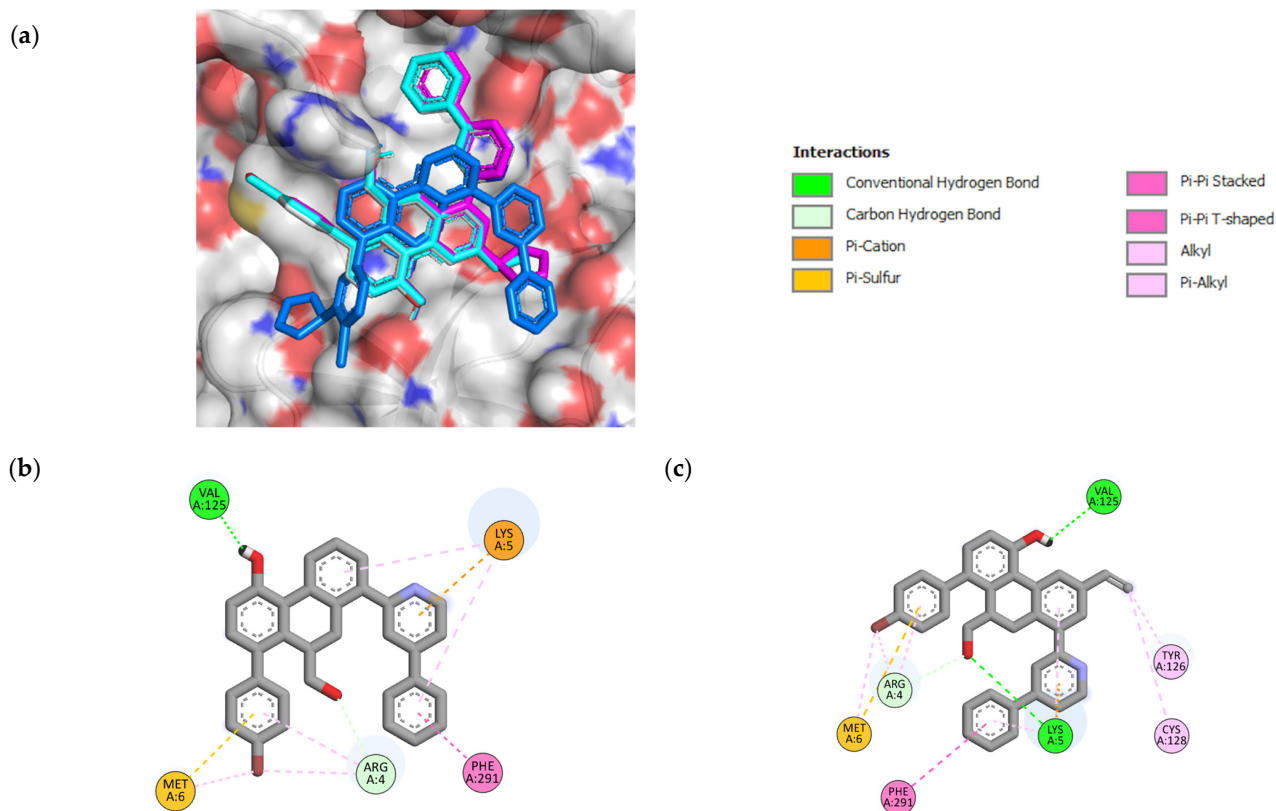 (a)
Interactions
Conventional Hydrogen Bond
Carbon Hydrogen Bond
Pi-Cation
Pi-Sulfur
Pi-Pi Stacked
Pi-Pi T-shaped
Alkyl
Pi-Alkyl
(b)
VAL
A:125
LYS
A:5
MET
A:6
ARG
A:4
PHE
A:291
(c)
VAL
A:125
TYR
A:126
ARG
A:4
MET
A:6
LYS
A:5
CYS
A:128
PHE
A:291